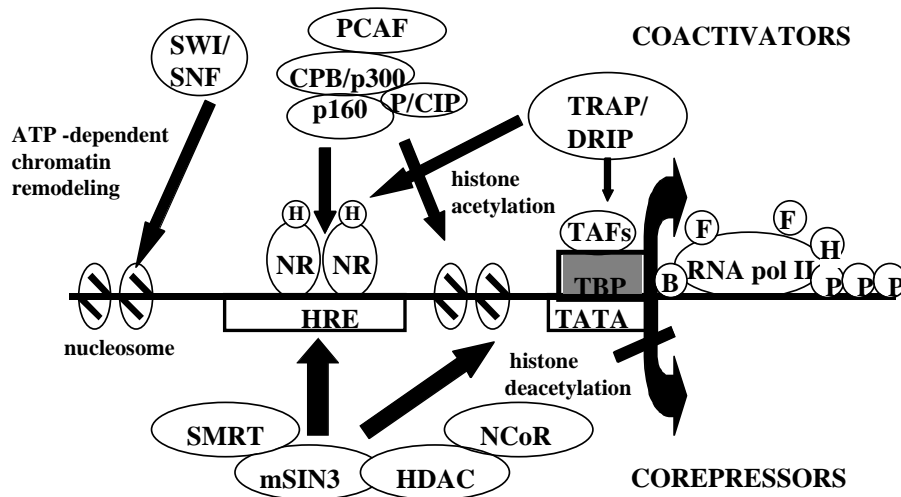 PCAF
COACTIVATORS
SWI/
SNF
CPB/p300
p160
P/CIP
TRAP/
DRIP
ATP -dependent
chromatin
remodeling
histone
acetylation
H
H
TAFs
F
F
H
NR
NR
TBP
B
RNA pol II
P
P
P
HRE
TATA
nucleosome
histone
deacetylation
SMRT
NCoR
mSIN3
HDAC
COREPRESSORS